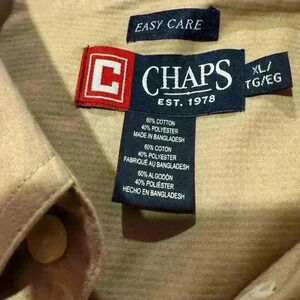 EASY CARE
C
CHAPS
EST. 1978
XL/
TG/EG
60% COTTON
40% POLYESTER
MADE IN BANGLADESH
60% COTON
40% POLYESTER
FABRIQUÉ AU BANGLADESH
60% ALGODÓN
40% POLIÉSTER
HECHO EN BANGLADESH